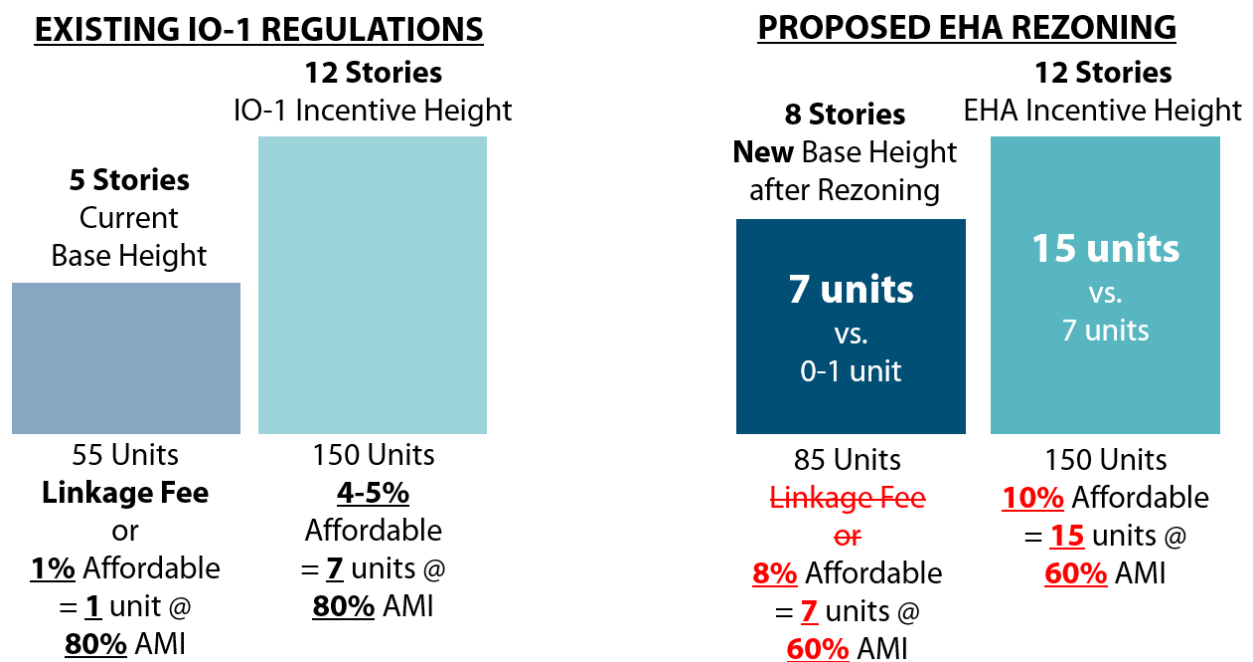 EXISTING IO-1 REGULATIONS
12 Stories
IO-1 Incentive Height
5 Stories
Current
Base Height
55 Units
Linkage Fee
or
1% Affordable
= 1 unit @
80% AMI
150 Units
4-5%
Affordable
= 7 units @
80% AMI
PROPOSED EHA REZONING
8 Stories
New Base Height
after Rezoning
7 units
vs.
0-1 unit
85 Units
Linkage Fee
or
8% Affordable
= 7 units @
60% AMI
12 Stories
EHA Incentive Height
15 units
vs.
7 units
150 Units
10% Affordable
= 15 units @
60% AMI